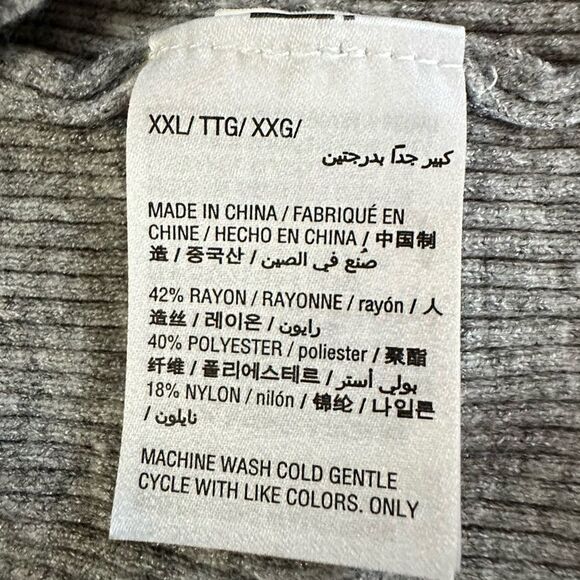 XXL/ TTG/ XXG/
كبير جدًا بدرجتين
MADE IN CHINA / FABRIQUÉ EN
CHINE / HECHO EN CHINA / 中国制
造 / 중국산 / صُنع في الصين /
42% RAYON / RAYONNE / rayón / 人
造丝 / 레이온 / رايون /
40% POLYESTER / poliester / 聚酯
纤维 / 폴리에스테르 / بولي أستر /
18% NYLON / nilón / 锦纶 / 나일론
/ نايلون /
MACHINE WASH COLD GENTLE
CYCLE WITH LIKE COLORS. ONLY